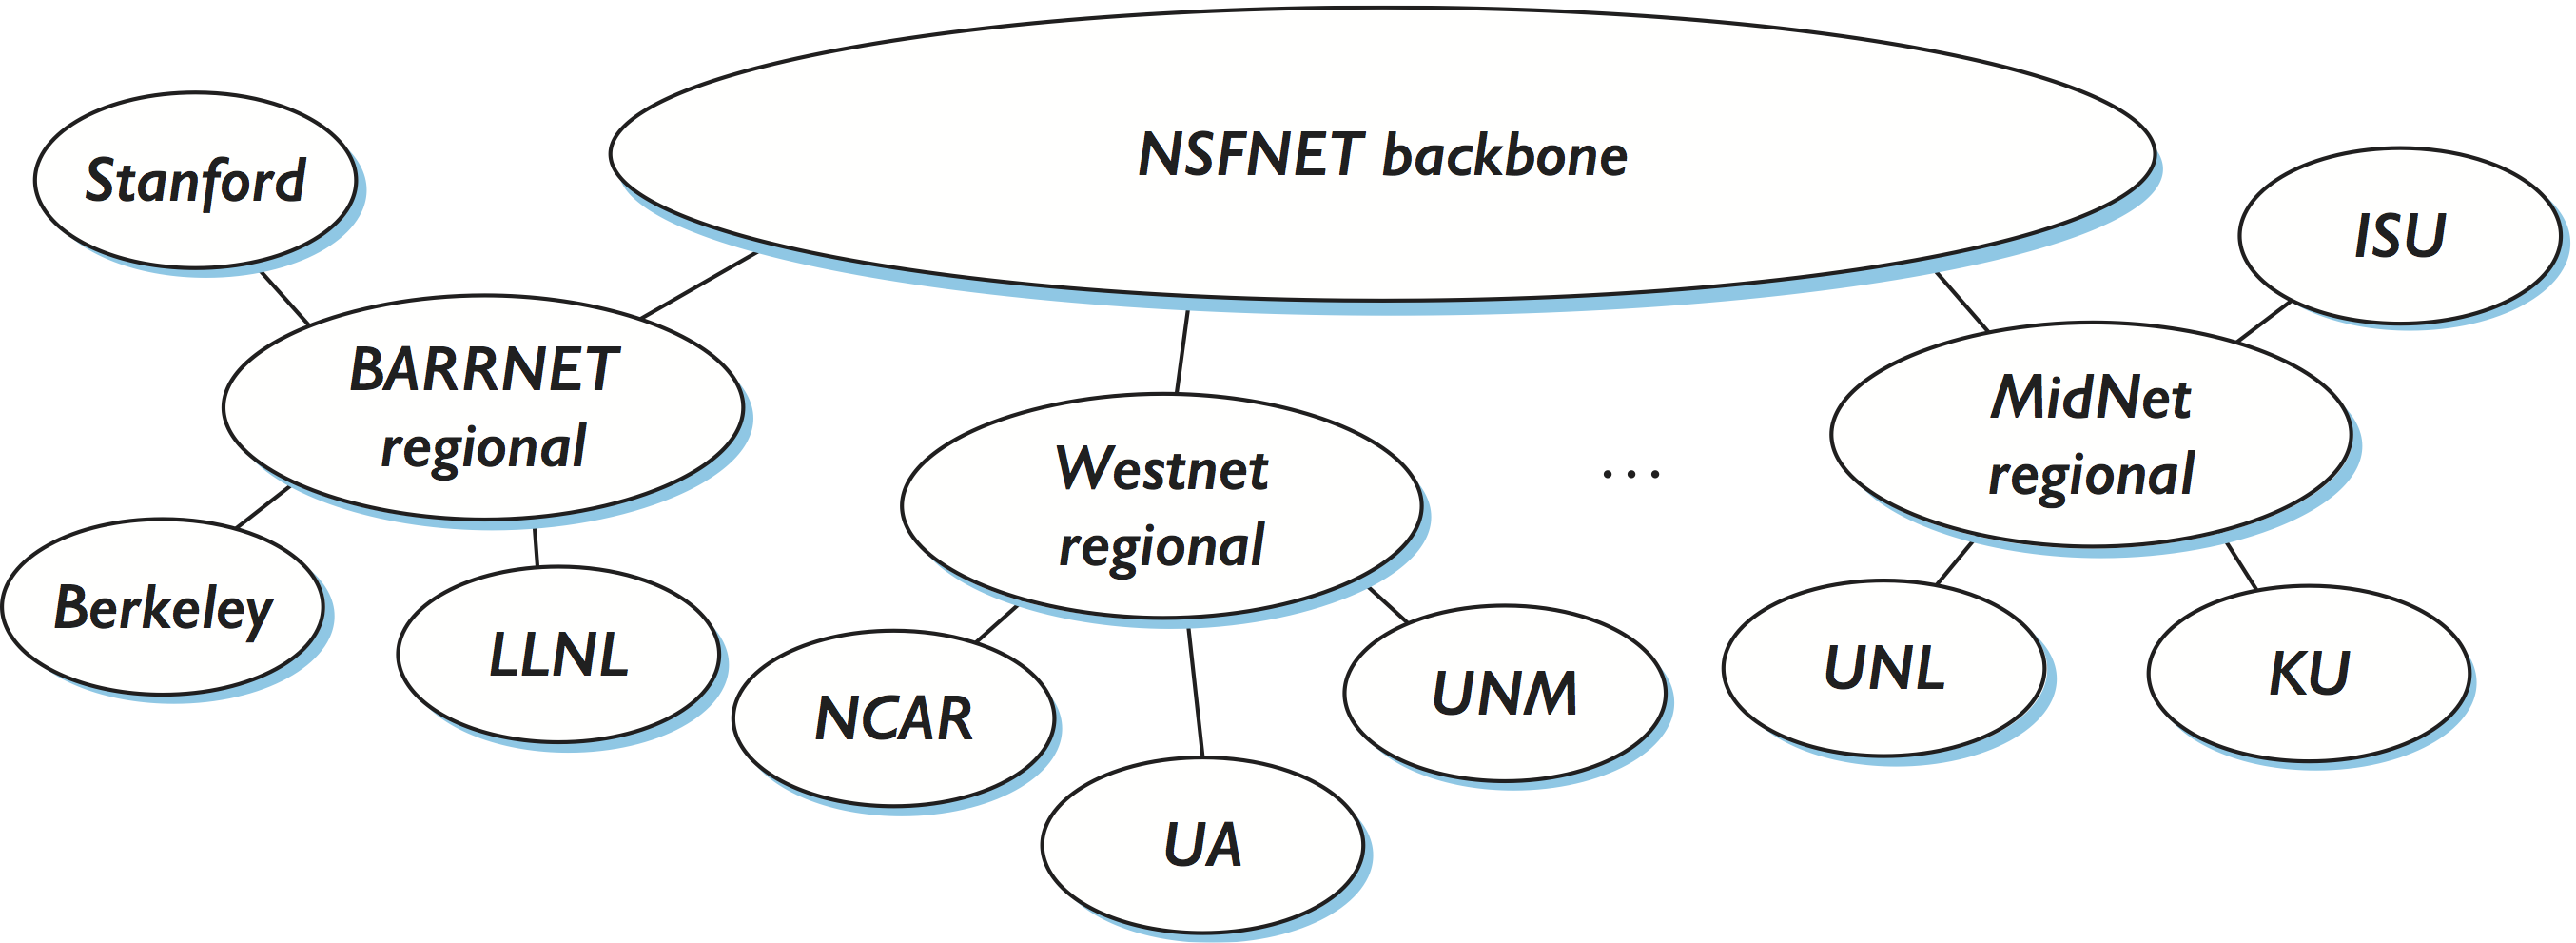 NSFNET backbone
Stanford
ISU
BARRNET
regional
MidNet
regional
Westnet
regional
...
Berkeley
LLNL
NCAR
UNM
UNL
KU
UA